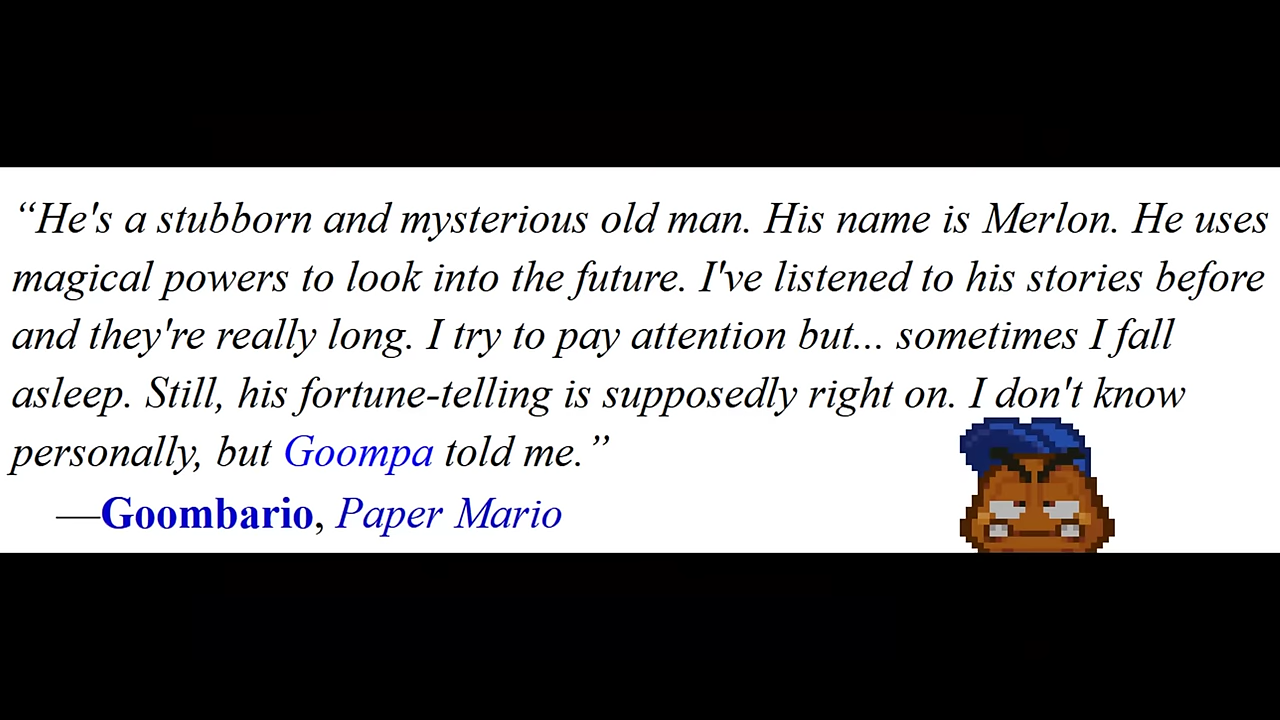 “He's a stubborn and mysterious old man. His name is Merlon. He uses
magical powers to look into the future. I've listened to his stories before
and they're really long. I try to pay attention but... sometimes I fall
asleep. Still, his fortune-telling is supposedly right on. I don't know
personally, but Goompa told me.”
—Goombario, Paper Mario